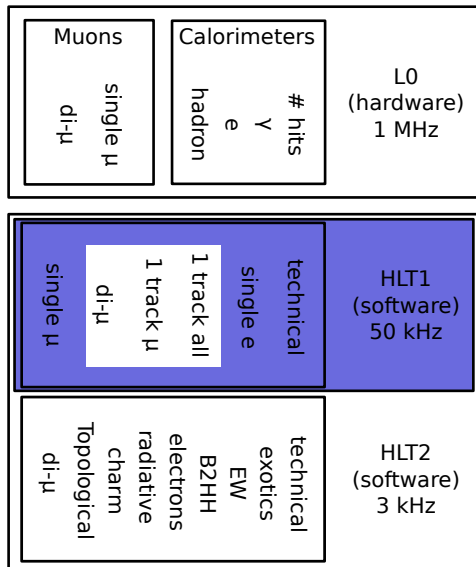 Muons
single μ
di-μ
Calorimeters
# hits
γ
e
hadron
L0
(hardware)
1 MHz
technical
single e
1 track all
1 track μ
di-μ
single μ
HLT1
(software)
50 kHz
technical
exotics
EW
B2HH
electrons
radiative
charm
Topological
di-μ
HLT2
(software)
3 kHz